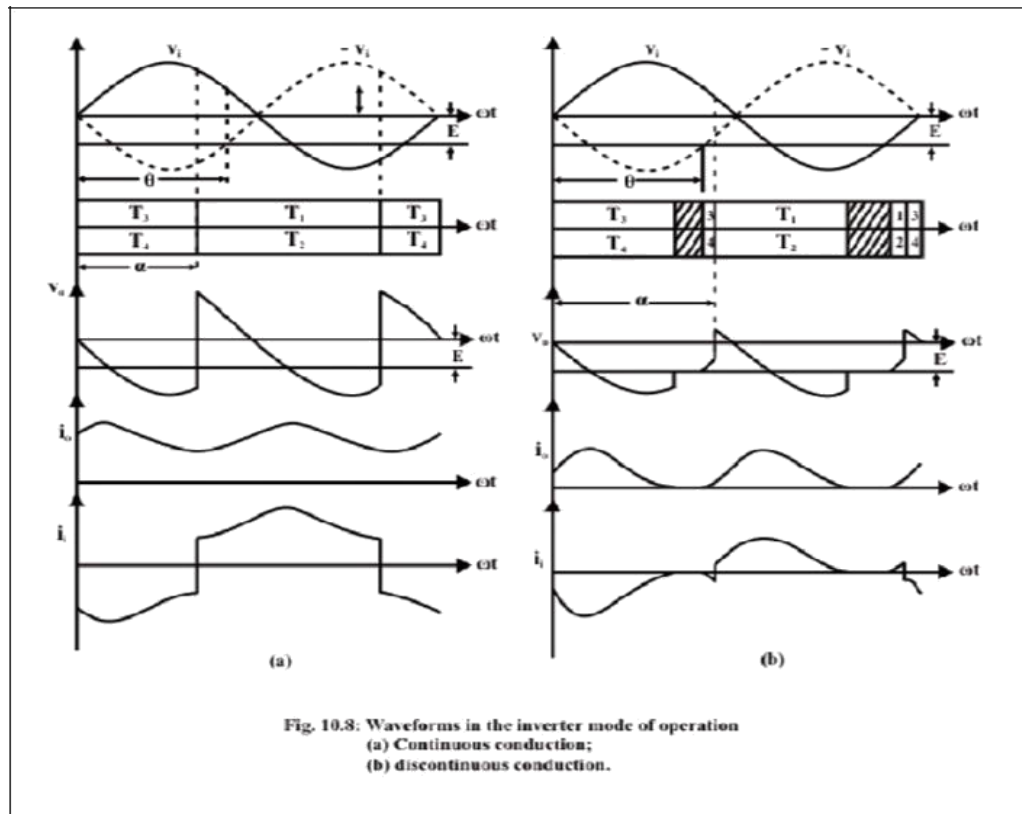 vᵢ
- vᵢ
ωt
E
θ
T₃ T₁ T₃
ωt
T₄ T₂ T₄
α
vₒ
ωt
E
iₒ
ωt
iᵢ
ωt
(a)
vᵢ
- vᵢ
ωt
E
θ
T₃ 3 T₁ 1 3
ωt
T₄ 4 T₂ 2 4
α
vₒ
ωt
E
iₒ
ωt
iᵢ
ωt
(b)
Fig. 10.8: Waveforms in the inverter mode of operation
(a) Continuous conduction;
(b) discontinuous conduction.